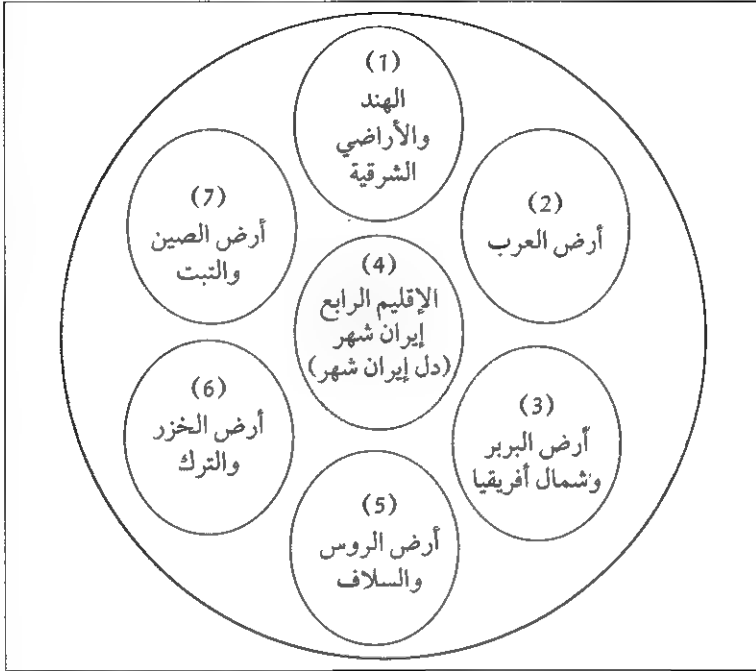 (1)
الهند
والأراضي
الشرقية
(2)
أرض العرب
(3)
أرض البربر
وشمال أفريقيا
(4)
الإقليم الرابع
إيران شهر
(دل إيران شهر)
(5)
أرض الروس
والسلاف
(6)
أرض الخزر
والترك
(7)
أرض الصين
والتبت